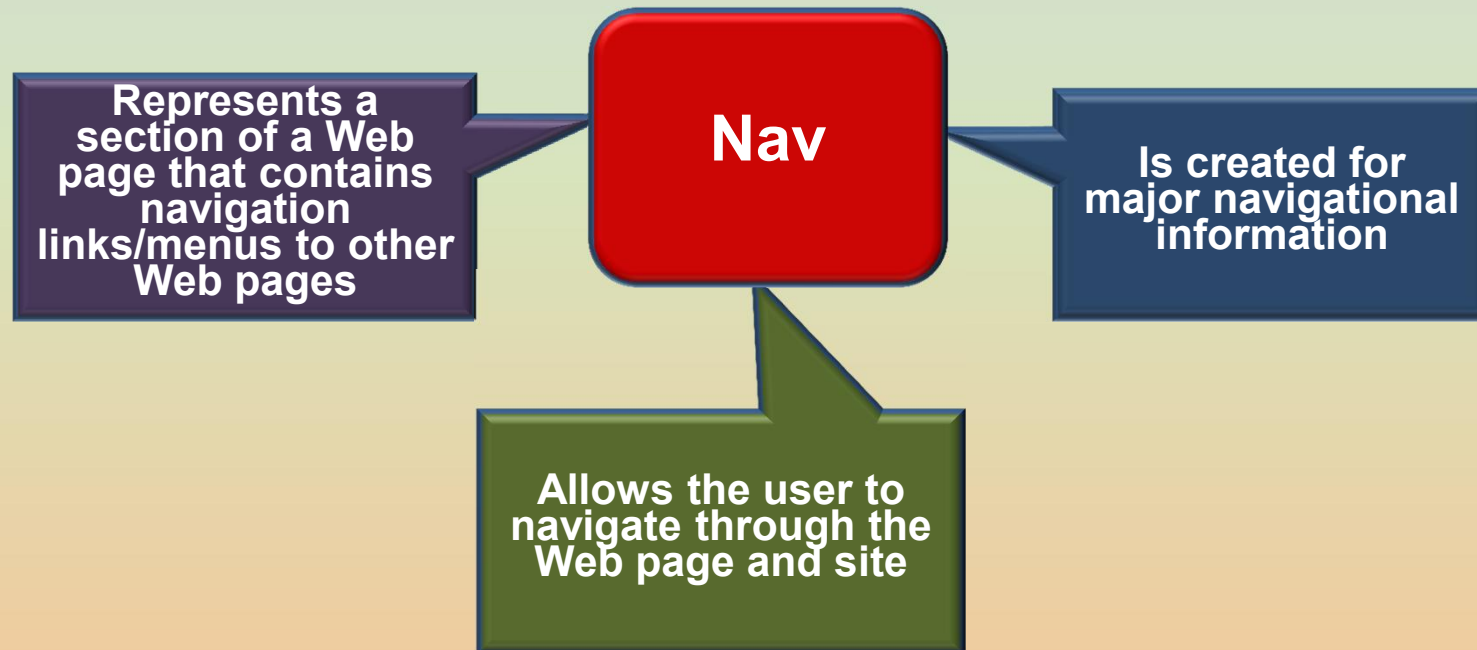 Nav
Represents a
section of a Web
page that contains
navigation
links/menus to other
Web pages
Is created for
major navigational
information
Allows the user to
navigate through the
Web page and site